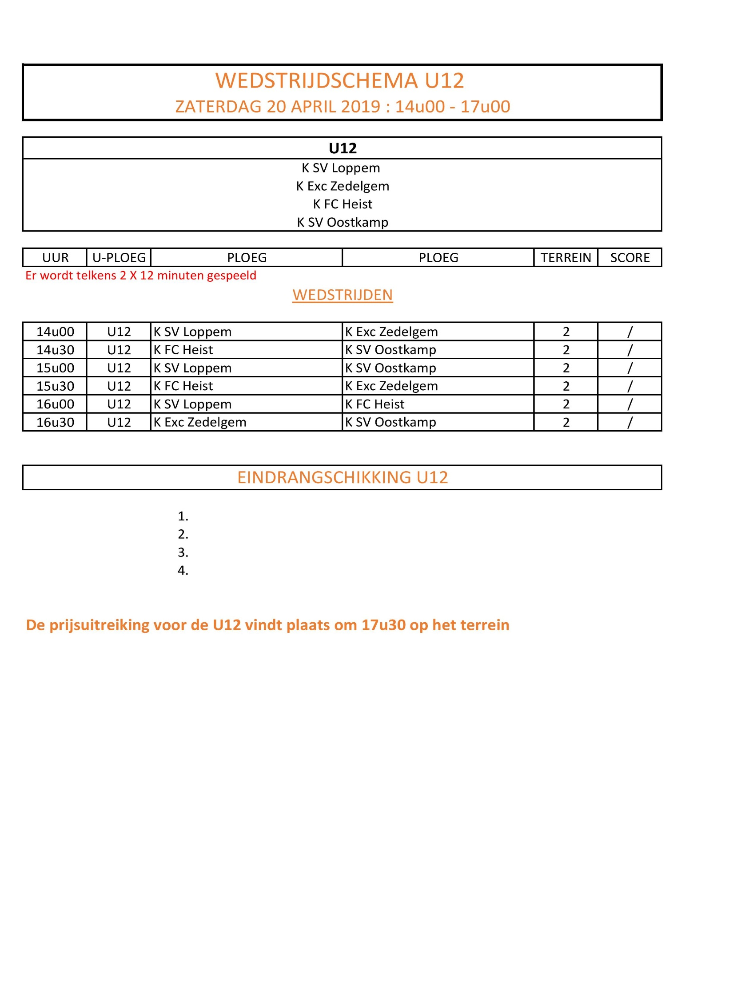 WEDSTRIJDSCHEMA U12
ZATERDAG 20 APRIL 2019 : 14u00 - 17u00
U12
K SV Loppem
K Exc Zedelgem
K FC Heist
K SV Oostkamp
UUR U-PLOEG PLOEG PLOEG TERREIN SCORE
Er wordt telkens 2 X 12 minuten gespeeld
WEDSTRIJDEN
14u00 U12 K SV Loppem K Exc Zedelgem 2 /
14u30 U12 K FC Heist K SV Oostkamp 2 /
15u00 U12 K SV Loppem K SV Oostkamp 2 /
15u30 U12 K FC Heist K Exc Zedelgem 2 /
16u00 U12 K SV Loppem K FC Heist 2 /
16u30 U12 K Exc Zedelgem K SV Oostkamp 2 /
EINDRANGSCHIKKING U12
1.
2.
3.
4.
De prijsuitreiking voor de U12 vindt plaats om 17u30 op het terrein